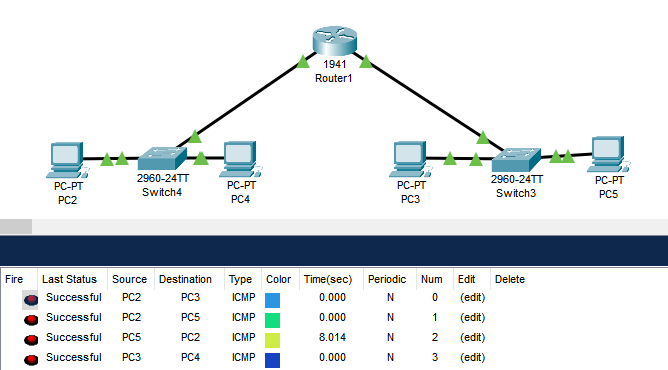 1941
Router1
PC-PT
PC2
2960-24TT
Switch4
PC-PT
PC4
PC-PT
PC3
2960-24TT
Switch3
PC-PT
PC5
Fire Last Status Source Destination Type Color Time(sec) Periodic Num Edit Delete
Successful PC2 PC3 ICMP 0.000 N 0 (edit)
Successful PC2 PC5 ICMP 0.000 N 1 (edit)
Successful PC5 PC2 ICMP 8.014 N 2 (edit)
Successful PC3 PC4 ICMP 0.000 N 3 (edit)